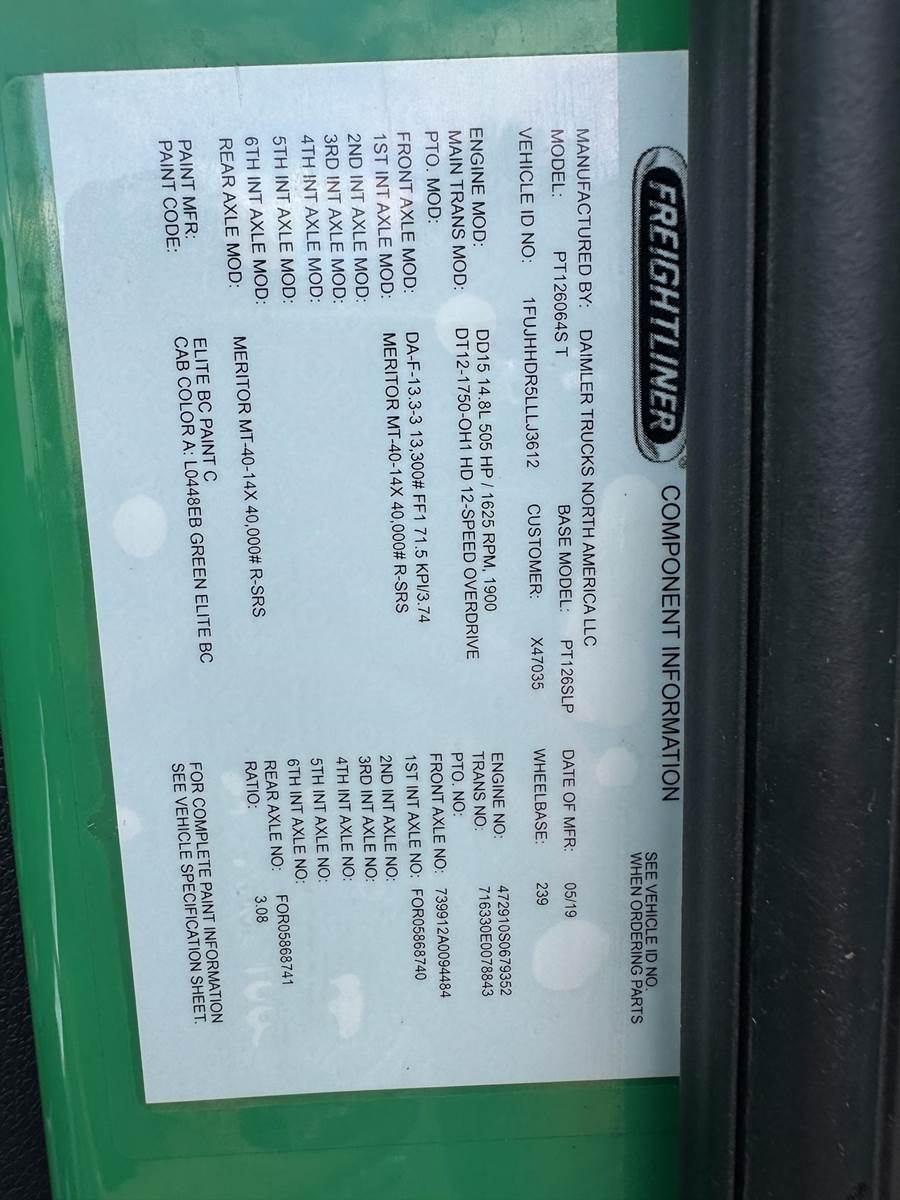 FREIGHTLINER® COMPONENT INFORMATION
SEE VEHICLE ID NO.
WHEN ORDERING PARTS
MANUFACTURED BY: DAIMLER TRUCKS NORTH AMERICA LLC
MODEL: PT126064S T BASE MODEL: PT126SLP DATE OF MFR: 05/19
VEHICLE ID NO: 1FUJHHDR5LLLJ3612 CUSTOMER: X47035 WHEELBASE: 239
ENGINE MOD: DD15 14.8L 505 HP / 1625 RPM, 1900 ENGINE NO: 472910S0679352
MAIN TRANS MOD: DT12-1750-OH1 HD 12-SPEED OVERDRIVE TRANS NO: 716330E0078843
PTO. MOD: PTO. NO:
FRONT AXLE MOD: DA-F-13.3-3 13,300# FF1 71.5 KPI/3.74 FRONT AXLE NO: 739912A0094484
1ST INT AXLE MOD: MERITOR MT-40-14X 40,000# R-SRS 1ST INT AXLE NO: FOR05868740
2ND INT AXLE MOD: 2ND INT AXLE NO:
3RD INT AXLE MOD: 3RD INT AXLE NO:
4TH INT AXLE MOD: 4TH INT AXLE NO:
5TH INT AXLE MOD: 5TH INT AXLE NO:
6TH INT AXLE MOD: 6TH INT AXLE NO:
REAR AXLE MOD: MERITOR MT-40-14X 40,000# R-SRS REAR AXLE NO: FOR05868741
RATIO: 3.08
PAINT MFR: ELITE BC PAINT C FOR COMPLETE PAINT INFORMATION
PAINT CODE: CAB COLOR A: L0448EB GREEN ELITE BC SEE VEHICLE SPECIFICATION SHEET.